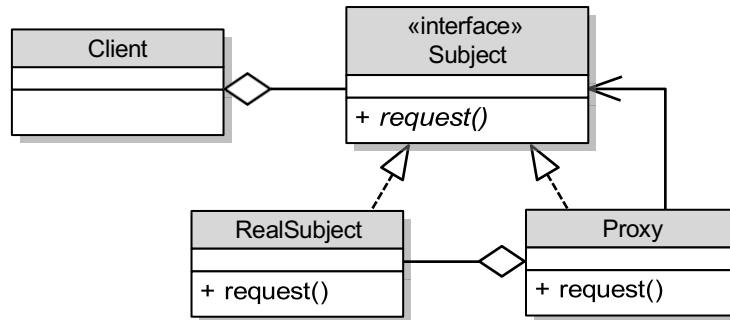 Client
«interface»
Subject
+ request()
RealSubject
+ request()
Proxy
+ request()